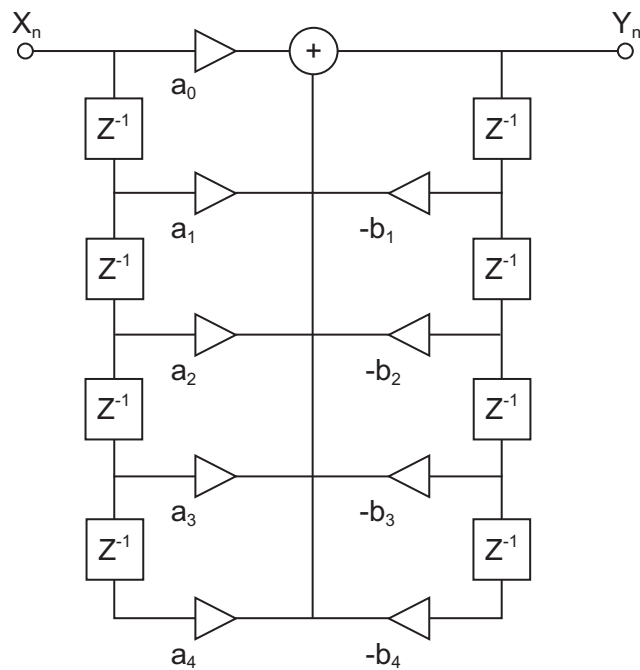 Xₙ + Yₙ
a₀
Z⁻¹ Z⁻¹
a₁ -b₁
Z⁻¹ Z⁻¹
a₂ -b₂
Z⁻¹ Z⁻¹
a₃ -b₃
Z⁻¹ Z⁻¹
a₄ -b₄